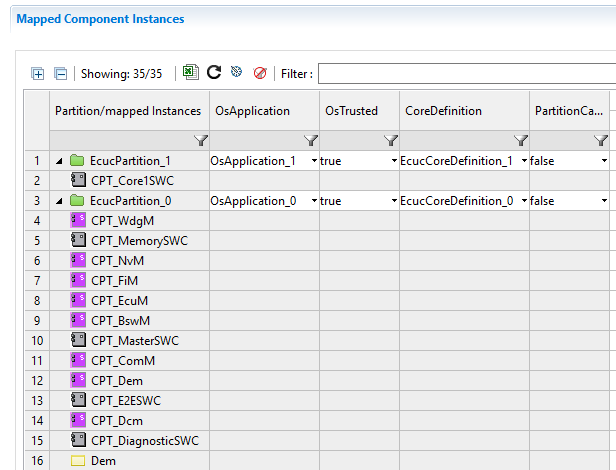 Mapped Component Instances
Showing: 35/35 Filter :
Partition/mapped Instances OsApplication OsTrusted CoreDefinition PartitionCa...
1 EcucPartition_1 OsApplication_1 true EcucCoreDefinition_1 false
2 CPT_Core1SWC
3 EcucPartition_0 OsApplication_0 true EcucCoreDefinition_0 false
4 CPT_WdgM
5 CPT_MemorySWC
6 CPT_NvM
7 CPT_FiM
8 CPT_EcuM
9 CPT_BswM
10 CPT_MasterSWC
11 CPT_ComM
12 CPT_Dem
13 CPT_E2ESWC
14 CPT_Dcm
15 CPT_DiagnosticSWC
16 Dem